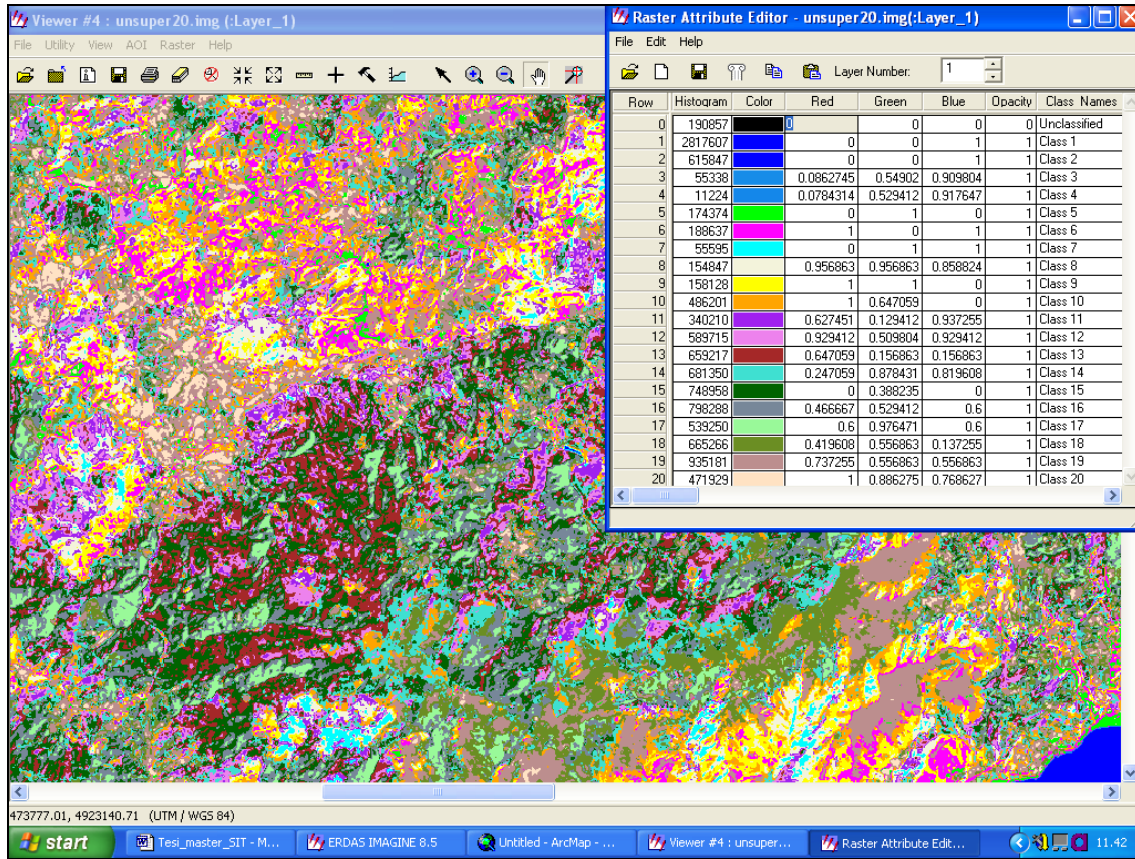 Viewer #4 : unsuper20.img (:Layer_1)
File Utility View AOI Raster Help
Raster Attribute Editor - unsuper20.img(:Layer_1)
File Edit Help
Layer Number: 1
Row Histogram Color Red Green Blue Opacity Class Names
0 190857 0 0 0 0 Unclassified
1 2817607 0 0 1 1 Class 1
2 615847 0 0 1 1 Class 2
3 55338 0.0862745 0.54902 0.909804 1 Class 3
4 11224 0.0784314 0.529412 0.917647 1 Class 4
5 174374 0 1 0 1 Class 5
6 188637 1 0 1 1 Class 6
7 55595 0 1 1 1 Class 7
8 154847 0.956863 0.956863 0.858824 1 Class 8
9 158128 1 1 0 1 Class 9
10 486201 1 0.647059 0 1 Class 10
11 340210 0.627451 0.129412 0.937255 1 Class 11
12 589715 0.929412 0.509804 0.929412 1 Class 12
13 659217 0.647059 0.156863 0.156863 1 Class 13
14 681350 0.247059 0.878431 0.819608 1 Class 14
15 748958 0 0.388235 0 1 Class 15
16 798288 0.466667 0.529412 0.6 1 Class 16
17 539250 0.6 0.976471 0.6 1 Class 17
18 665266 0.419608 0.556863 0.137255 1 Class 18
19 935181 0.737255 0.556863 0.556863 1 Class 19
20 471929 1 0.886275 0.768627 1 Class 20
473777.01, 4923140.71 (UTM / WGS 84)
start Tesi_master_SIT - M... ERDAS IMAGINE 8.5 Untitled - ArcMap - ... Viewer #4 : unsuper... Raster Attribute Edit... 11.42